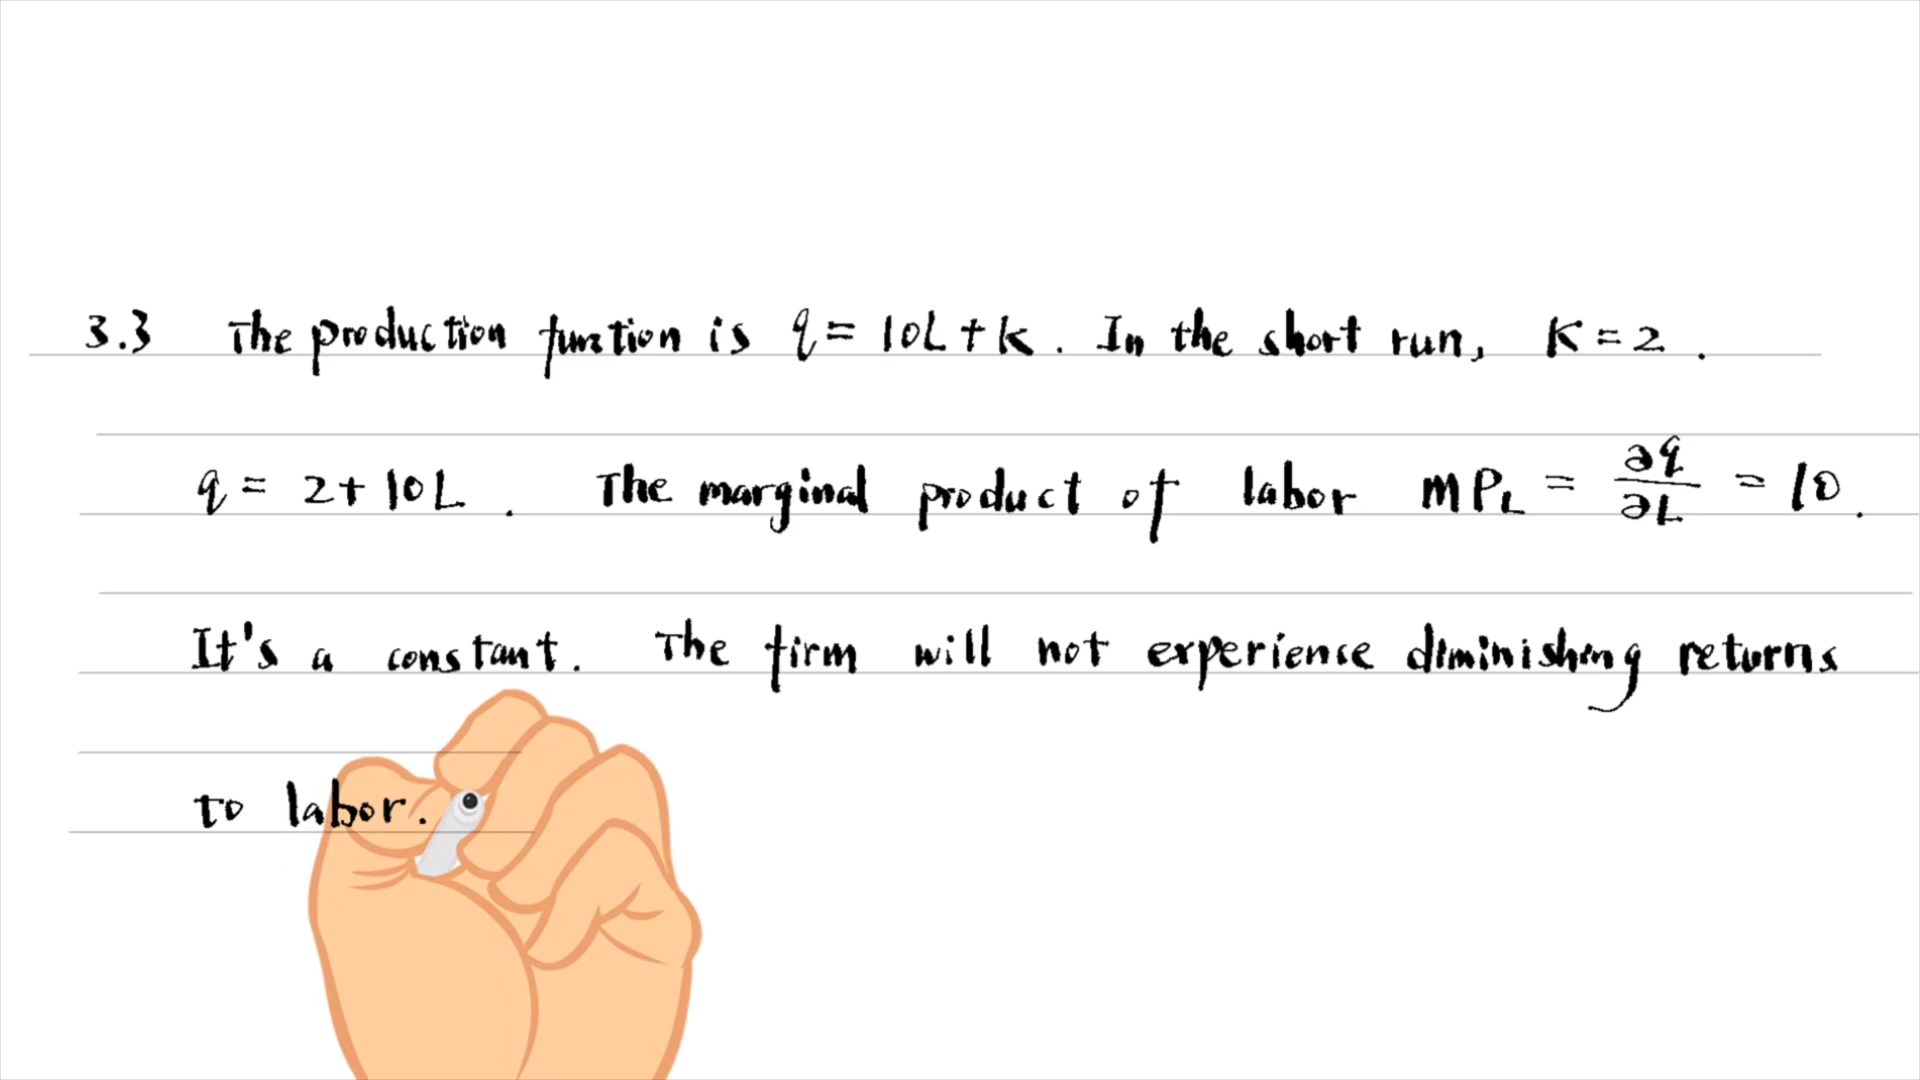 3.3 The production function is q = 10L + K. In the short run, K = 2.
q = 2 + 10L. The marginal product of labor MP_L = ∂q/∂L = 10.
It's a constant. The firm will not experience diminishing returns
to labor.